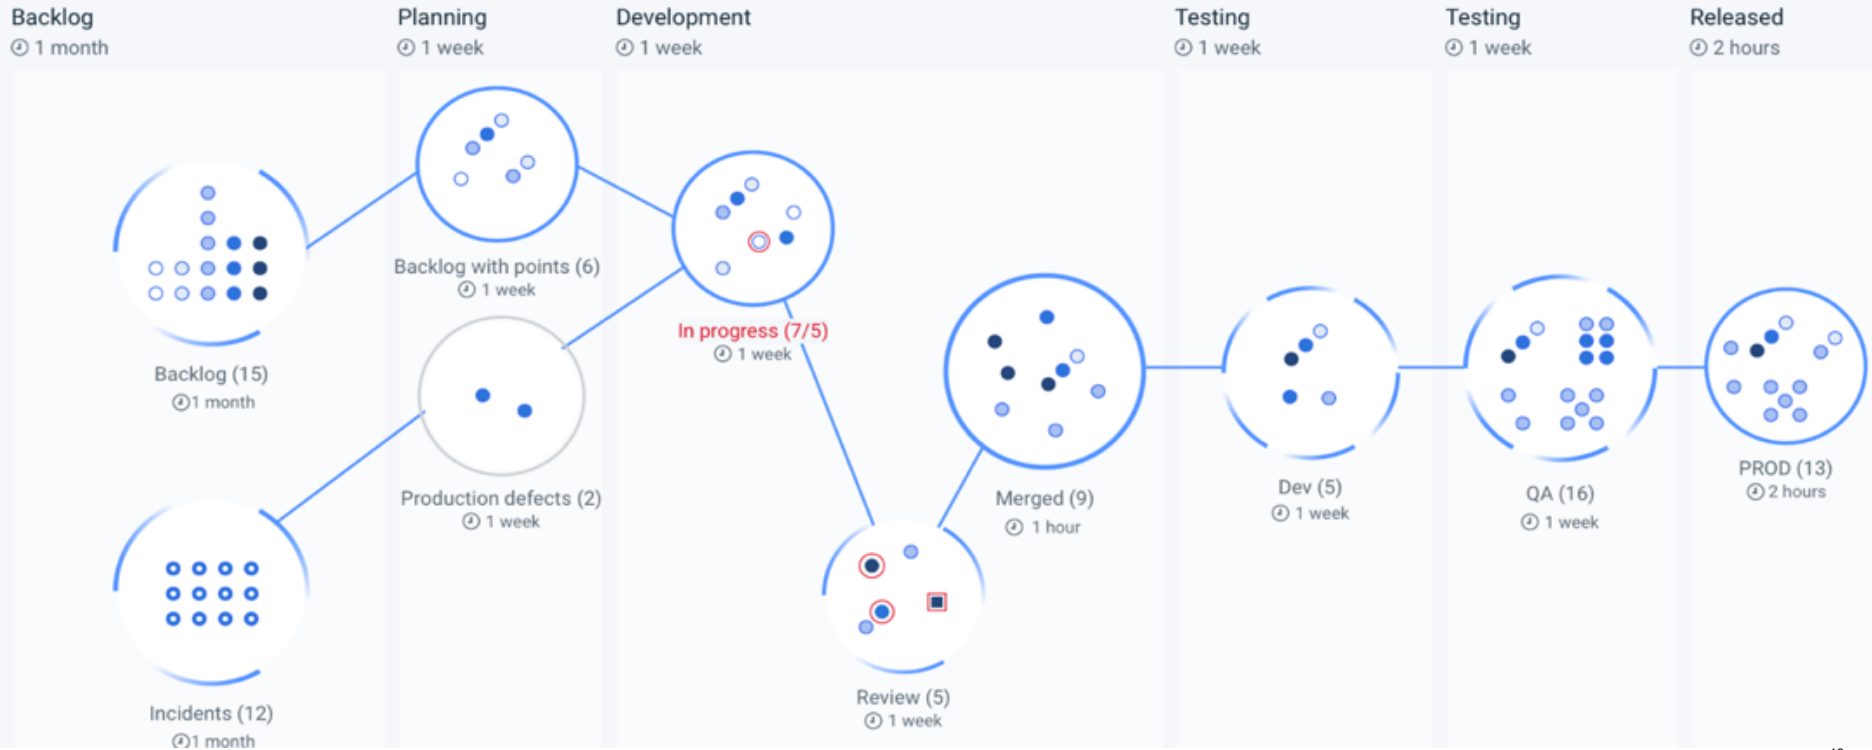 Backlog
1 month
Planning
1 week
Development
1 week
Testing
1 week
Testing
1 week
Released
2 hours
Backlog (15)
1 month
Incidents (12)
1 month
Backlog with points (6)
1 week
Production defects (2)
1 week
In progress (7/5)
1 week
Review (5)
1 week
Merged (9)
1 hour
Dev (5)
1 week
QA (16)
1 week
PROD (13)
2 hours